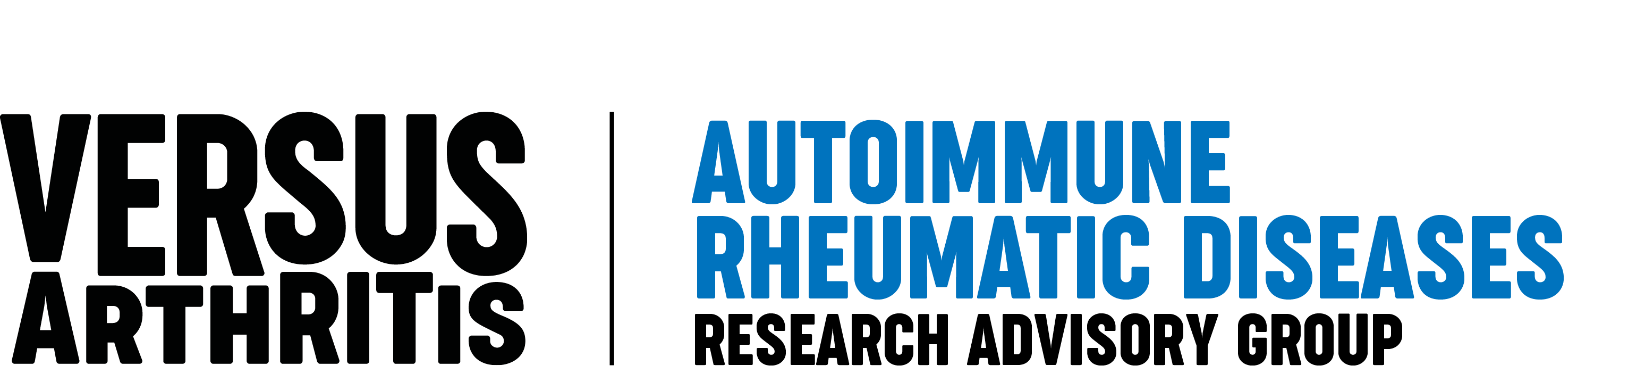 VERSUS
ARTHRITIS
AUTOIMMUNE
RHEUMATIC DISEASES
RESEARCH ADVISORY GROUP